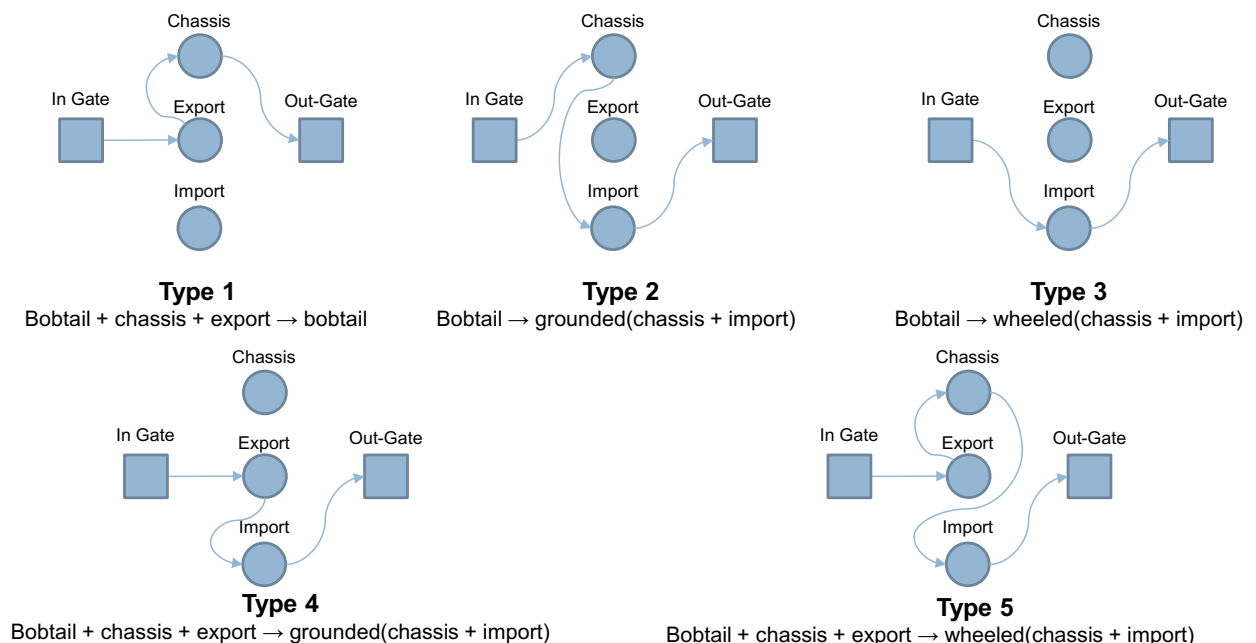 Chassis
In Gate
Export
Out-Gate
Import
Type 1
Bobtail + chassis + export → bobtail
Chassis
In Gate
Export
Out-Gate
Import
Type 2
Bobtail → grounded(chassis + import)
Chassis
In Gate
Export
Out-Gate
Import
Type 3
Bobtail → wheeled(chassis + import)
Chassis
In Gate
Export
Out-Gate
Import
Type 4
Bobtail + chassis + export → grounded(chassis + import)
Chassis
In Gate
Export
Out-Gate
Import
Type 5
Bobtail + chassis + export → wheeled(chassis + import)